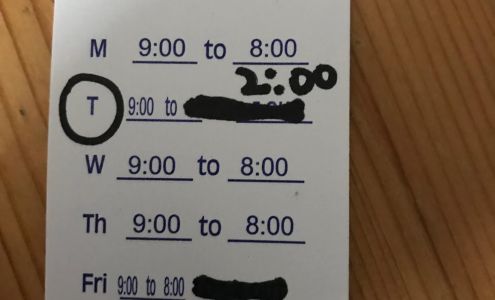 M 9:00 to 8:00
2:00
T 9:00 to
W 9:00 to 8:00
Th 9:00 to 8:00
Fri 9:00 to 8:00